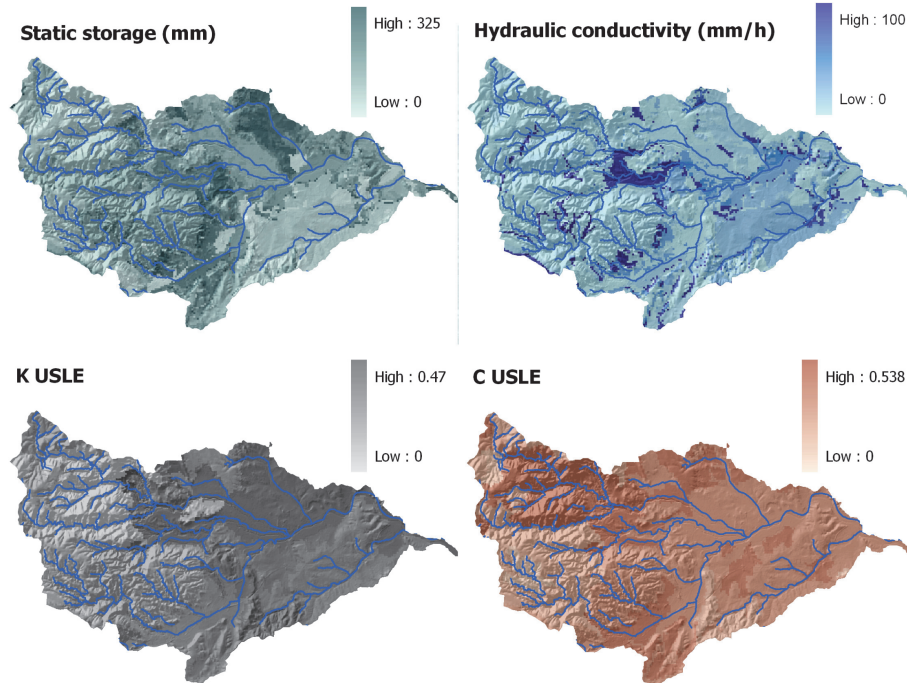 Static storage (mm)
High : 325
Low : 0
Hydraulic conductivity (mm/h)
High : 100
Low : 0
K USLE
High : 0.47
Low : 0
C USLE
High : 0.538
Low : 0